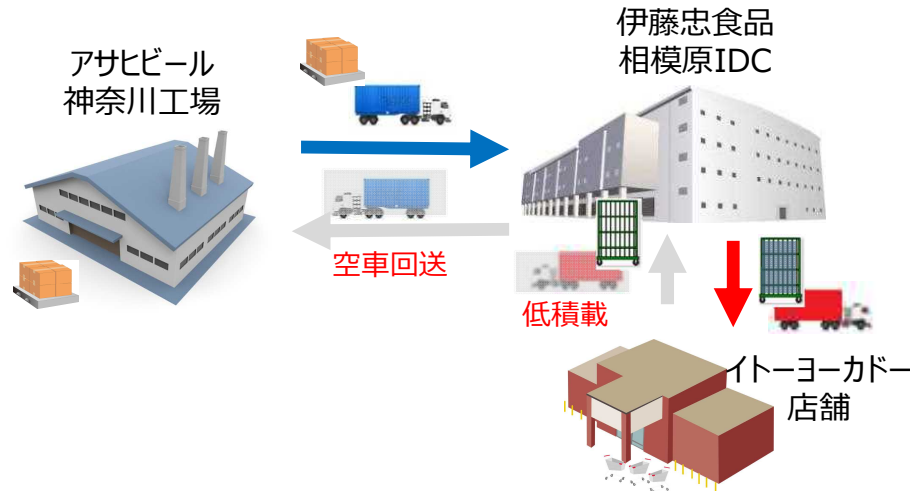 アサヒビール
神奈川工場
伊藤忠食品
相模原IDC
空車回送
低積載
イトーヨーカドー
店舗